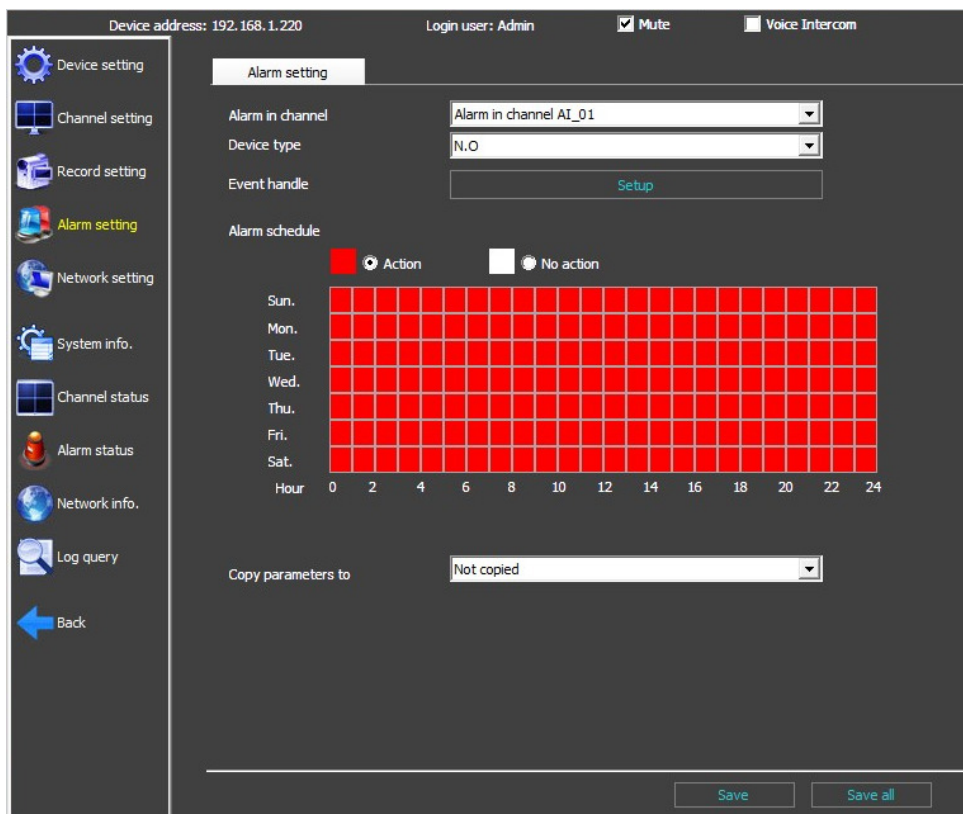 Device address: 192.168.1.220 Login user: Admin Mute Voice Intercom
Device setting
Channel setting
Record setting
Alarm setting
Network setting
System info.
Channel status
Alarm status
Network info.
Log query
Back
Alarm setting
Alarm in channel Alarm in channel AI_01
Device type N.O
Event handle Setup
Alarm schedule
Action No action
Sun.
Mon.
Tue.
Wed.
Thu.
Fri.
Sat.
Hour 0 2 4 6 8 10 12 14 16 18 20 22 24
Copy parameters to Not copied
Save Save all